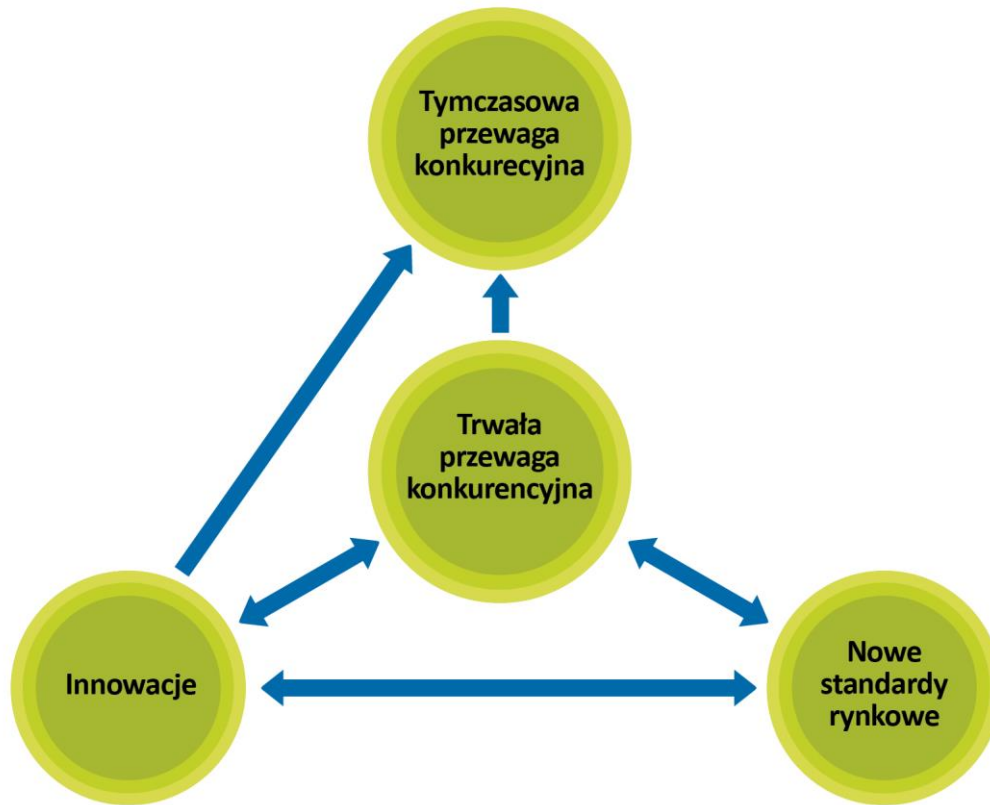 Tymczasowa
przewaga
konkurecyjna
Trwała
przewaga
konkurencyjna
Innowacje
Nowe
standardy
rynkowe